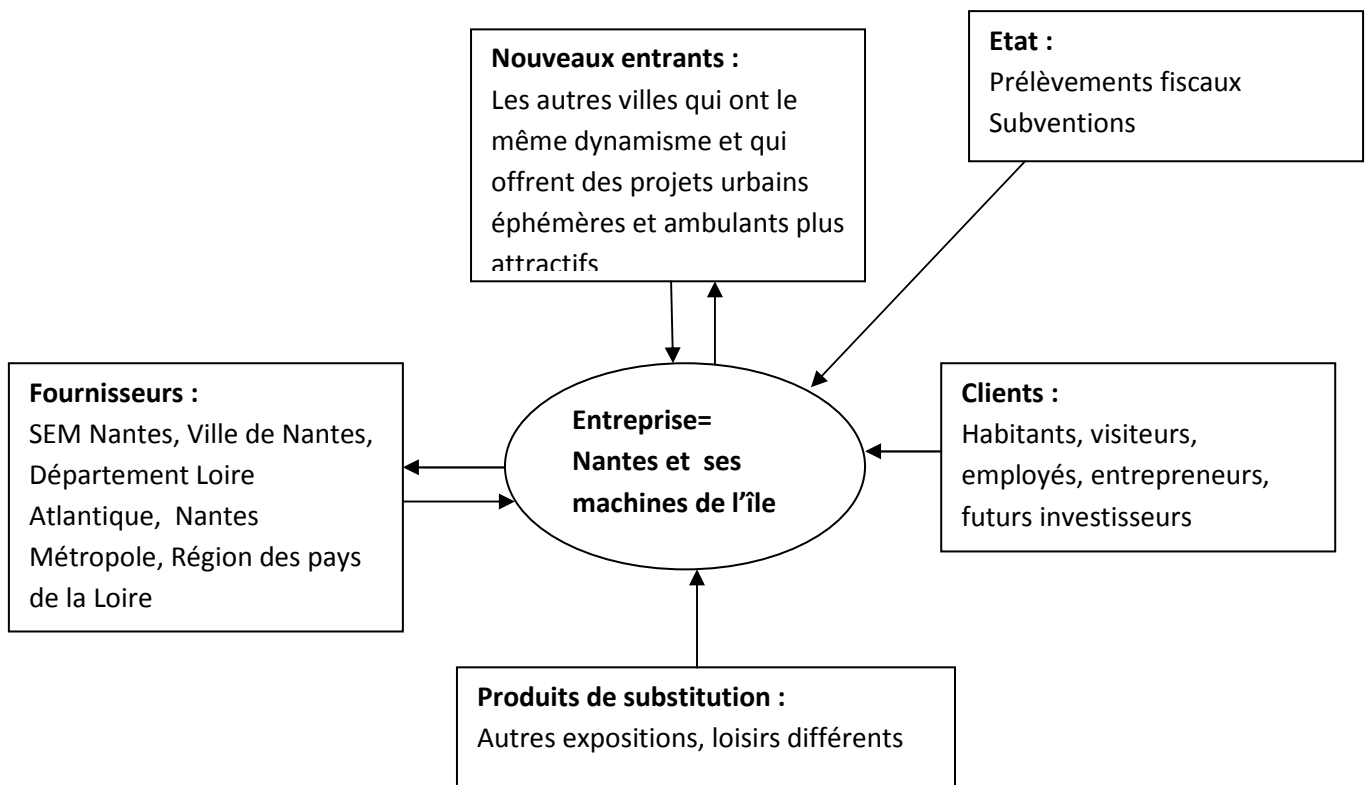 Nouveaux entrants :
Les autres villes qui ont le
même dynamisme et qui
offrent des projets urbains
éphémères et ambulants plus
attractifs
Etat :
Prélèvements fiscaux
Subventions
Fournisseurs :
SEM Nantes, Ville de Nantes,
Département Loire
Atlantique, Nantes
Métropole, Région des pays
de la Loire
Entreprise=
Nantes et ses
machines de l’île
Clients :
Habitants, visiteurs,
employés, entrepreneurs,
futurs investisseurs
Produits de substitution :
Autres expositions, loisirs différents